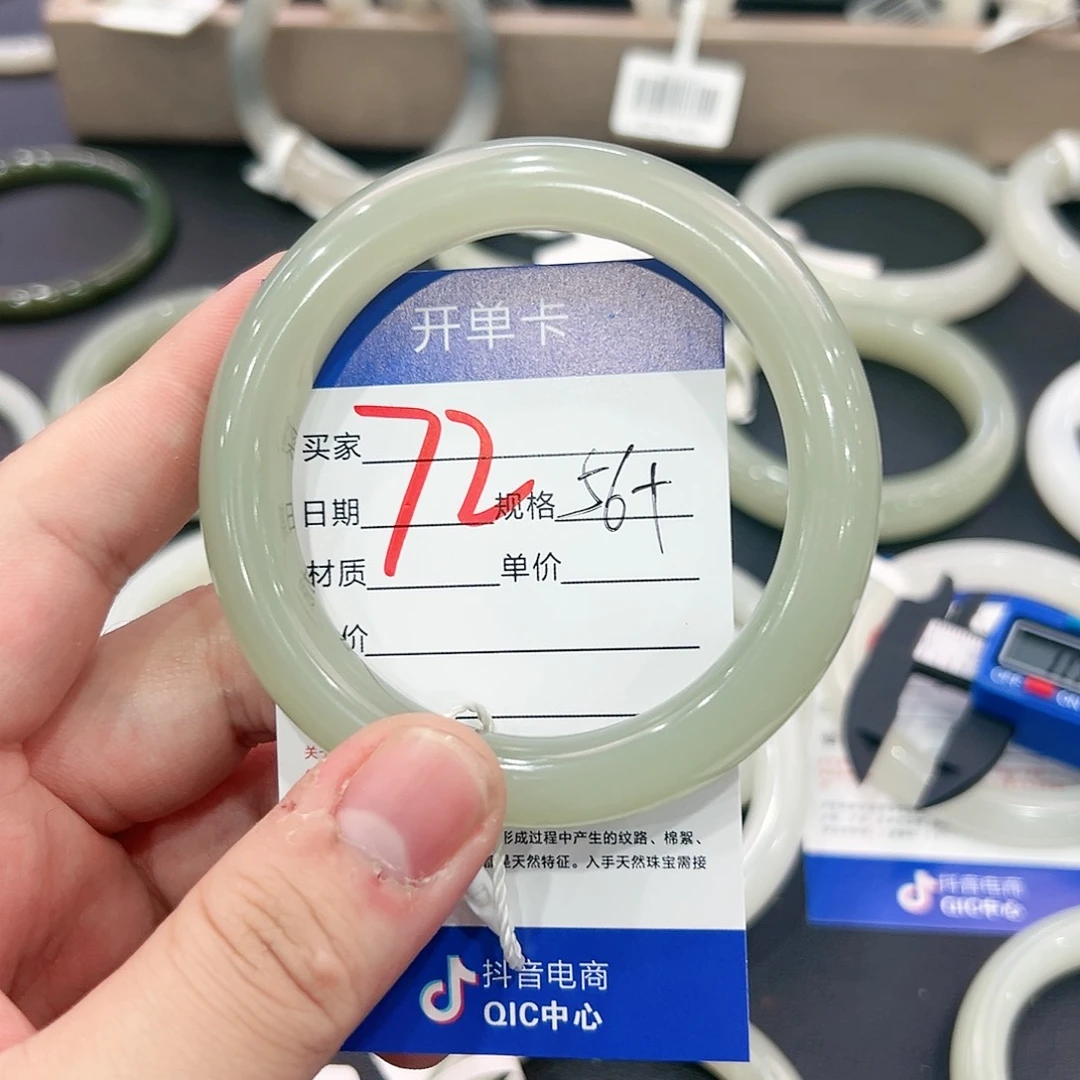 开单卡
买家
72
日期 规格 56+
材质 单价
价
形成过程中产生的纹路、棉絮、
是天然特征。入手天然珠宝需接
抖音电商
QIC中心
抖音电商
QIC中心